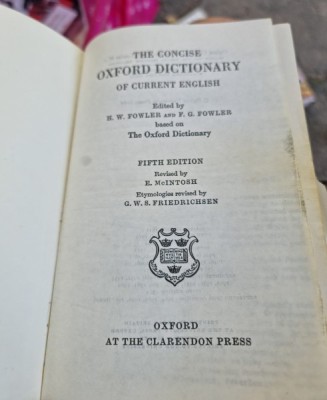 THE CONCISE
OXFORD DICTIONARY
OF CURRENT ENGLISH
Edited by
H. W. FOWLER AND F. G. FOWLER
based on
The Oxford Dictionary
FIFTH EDITION
Revised by
E. McINTOSH
Etymologies revised by
G. W. S. FRIEDRICHSEN
OXFORD
AT THE CLARENDON PRESS